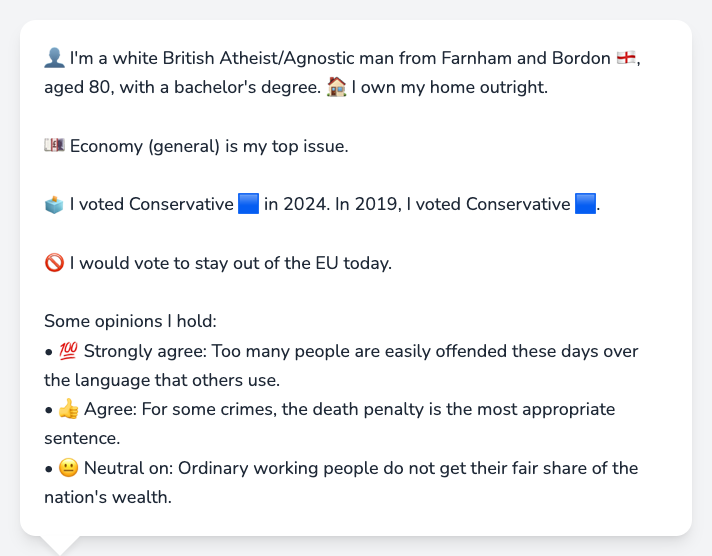 👤 I'm a white British Atheist/Agnostic man from Farnham and Bordon 🏴󠁧󠁢󠁥󠁮󠁧󠁿,
aged 80, with a bachelor's degree. 🏠 I own my home outright.
💷 Economy (general) is my top issue.
🗳️ I voted Conservative 🟦 in 2024. In 2019, I voted Conservative 🟦.
🚫 I would vote to stay out of the EU today.
Some opinions I hold:
• 💯 Strongly agree: Too many people are easily offended these days over
the language that others use.
• 👍 Agree: For some crimes, the death penalty is the most appropriate
sentence.
• 😐 Neutral on: Ordinary working people do not get their fair share of the
nation's wealth.